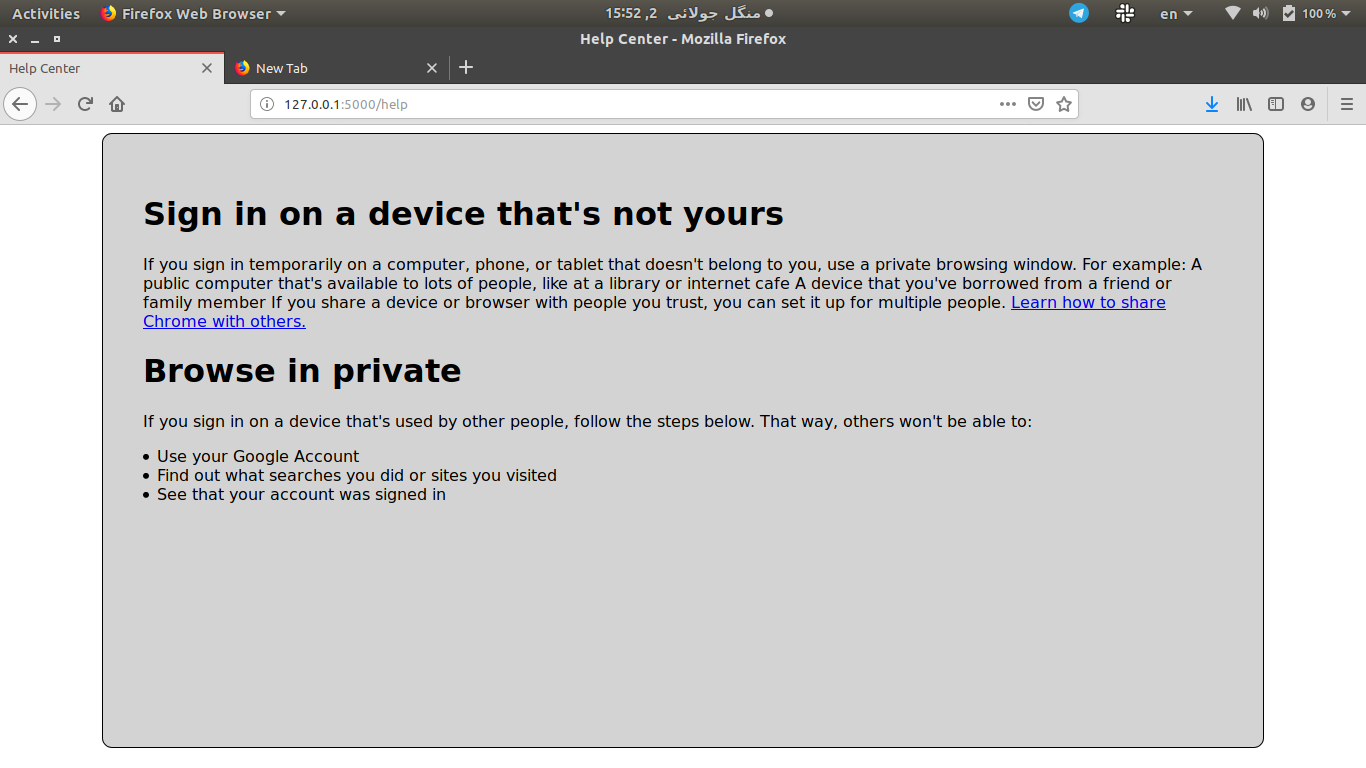 Activities
Firefox Web Browser
منگل جولائی 2, 15:52
en
100 %
Help Center - Mozilla Firefox
Help Center
New Tab
127.0.0.1:5000/help
Sign in on a device that's not yours
If you sign in temporarily on a computer, phone, or tablet that doesn't belong to you, use a private browsing window. For example: A
public computer that's available to lots of people, like at a library or internet cafe A device that you've borrowed from a friend or
family member If you share a device or browser with people you trust, you can set it up for multiple people. Learn how to share
Chrome with others.
Browse in private
If you sign in on a device that's used by other people, follow the steps below. That way, others won't be able to:
• Use your Google Account
• Find out what searches you did or sites you visited
• See that your account was signed in